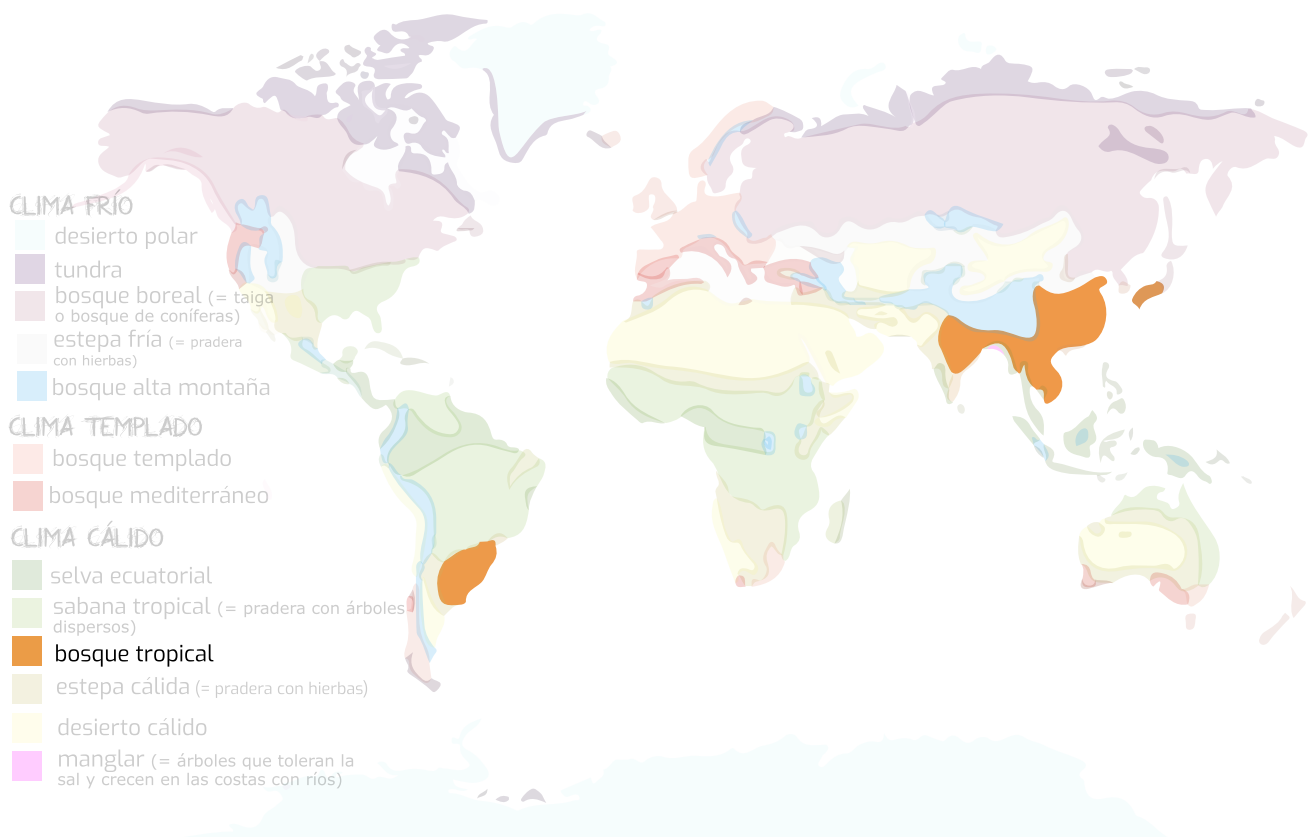 CLIMA FRÍO
desierto polar
tundra
bosque boreal (= taiga
o bosque de coníferas)
estepa fría (= pradera
con hierbas)
bosque alta montaña
CLIMA TEMPLADO
bosque templado
bosque mediterráneo
CLIMA CÁLIDO
selva ecuatorial
sabana tropical (= pradera con árboles
dispersos)
bosque tropical
estepa cálida (= pradera con hierbas)
desierto cálido
manglar (= árboles que toleran la
sal y crecen en las costas con ríos)